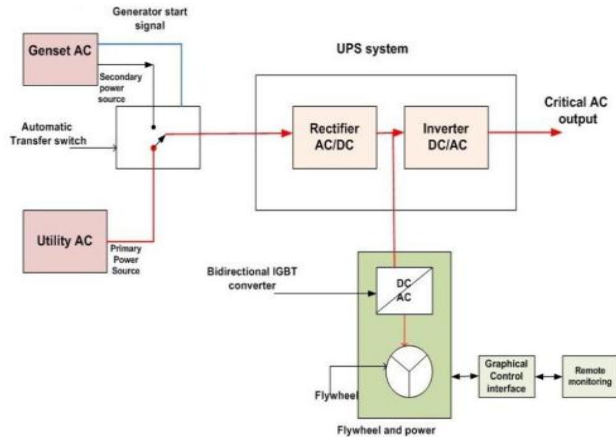 Generator start
signal
Genset AC
Secondary
power
source
UPS system
Critical AC
output
Automatic
Transfer switch
Rectifier
AC/DC
Inverter
DC/AC
Utility AC
Primary
Power
Source
Bidirectional IGBT
converter
DC
AC
Flywheel
Graphical
Control
interface
Remote
monitoring
Flywheel and power